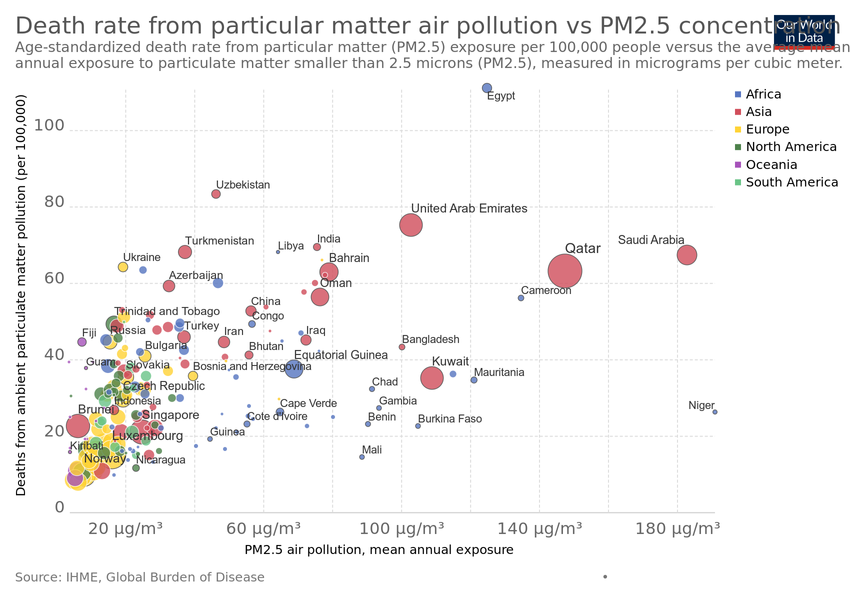 Death rate from particular matter air pollution vs PM2.5 concentration
Our World
in Data
Age-standardized death rate from particular matter (PM2.5) exposure per 100,000 people versus the average mean
annual exposure to particulate matter smaller than 2.5 microns (PM2.5), measured in micrograms per cubic meter.
Deaths from ambient particulate matter pollution (per 100,000)
100
80
60
40
20
0
Egypt
Uzbekistan
United Arab Emirates
Turkmenistan
Libya
India
Saudi Arabia
Qatar
Ukraine
Bahrain
Azerbaijan
Oman
Cameroon
China
Trinidad and Tobago
Congo
Russia
Turkey
Fiji
Iran
Iraq
Bulgaria
Bhutan
Bangladesh
Equatorial Guinea
Guam
Slovakia
Bosnia and Herzegovina
Kuwait
Mauritania
Czech Republic
Chad
Indonesia
Cape Verde
Gambia
Niger
Brunei
Singapore
Cote d'Ivoire
Benin
Burkina Faso
Luxembourg
Guinea
Kiribati
Mali
Norway
Nicaragua
20 µg/m³
60 µg/m³
100 µg/m³
140 µg/m³
180 µg/m³
PM2.5 air pollution, mean annual exposure
Africa
Asia
Europe
North America
Oceania
South America
Source: IHME, Global Burden of Disease